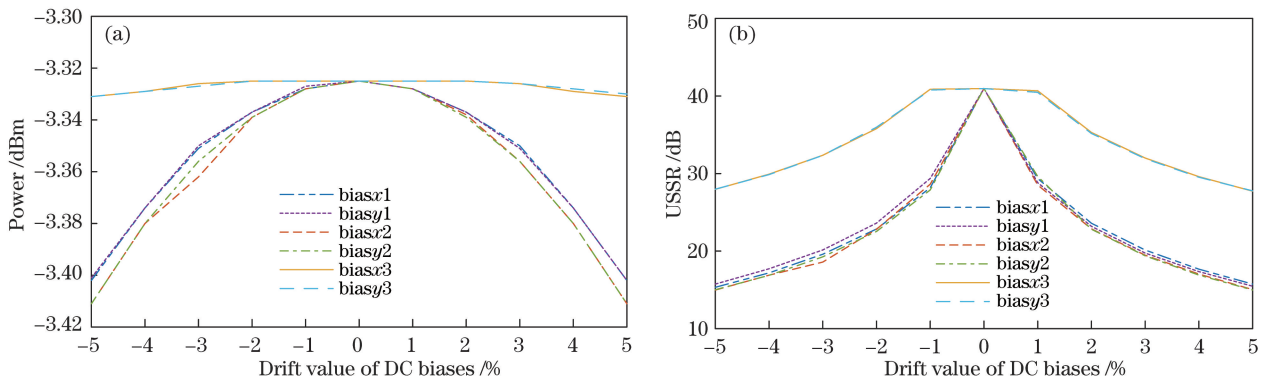 (a)
Power /dBm
−3.30
−3.32
−3.34
−3.36
−3.38
−3.40
−3.42
biasx1
biasy1
biasx2
biasy2
biasx3
biasy3
−5 −4 −3 −2 −1 0 1 2 3 4 5
Drift value of DC biases /%
(b)
USSR /dB
50
40
30
20
10
biasx1
biasy1
biasx2
biasy2
biasx3
biasy3
−5 −4 −3 −2 −1 0 1 2 3 4 5
Drift value of DC biases /%